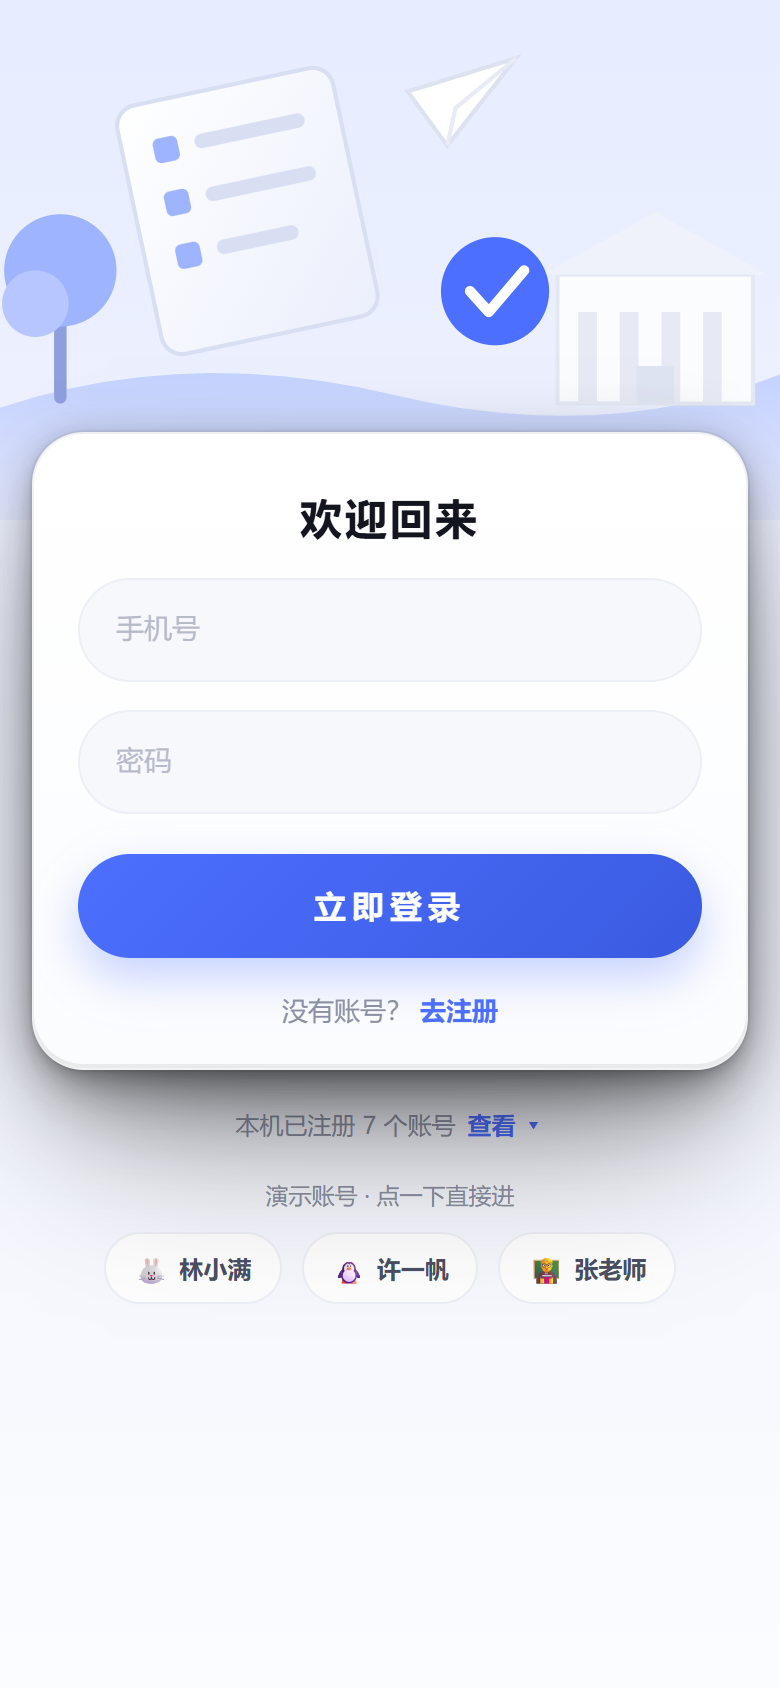 欢迎回来
手机号
密码
立即登录
没有账号? 去注册
本机已注册 7 个账号 查看 ▾
演示账号 · 点一下直接进
林小满 许一帆 张老师